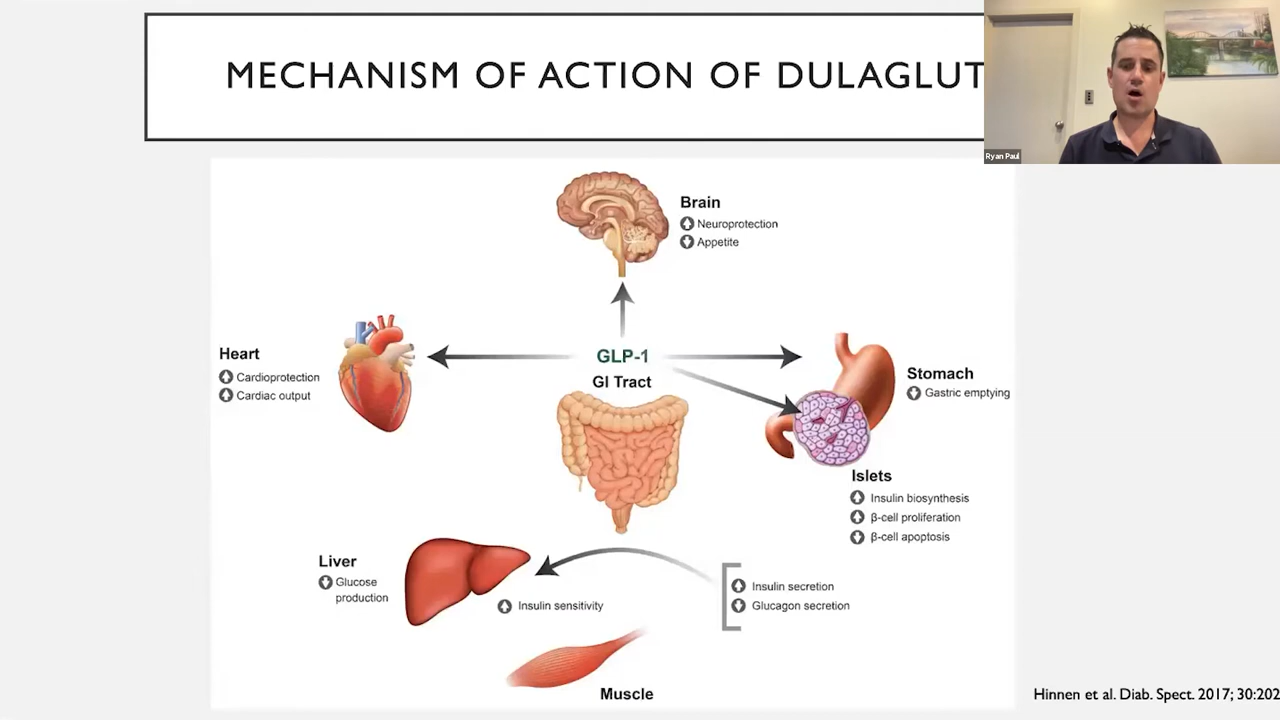 MECHANISM OF ACTION OF DULAGLUT
Ryan Paul
Brain
Neuroprotection
Appetite
Heart
Cardioprotection
Cardiac output
GLP-1
GI Tract
Stomach
Gastric emptying
Islets
Insulin biosynthesis
β-cell proliferation
β-cell apoptosis
Liver
Glucose
production
Insulin sensitivity
Insulin secretion
Glucagon secretion
Muscle
Hinnen et al. Diab. Spect. 2017; 30:202